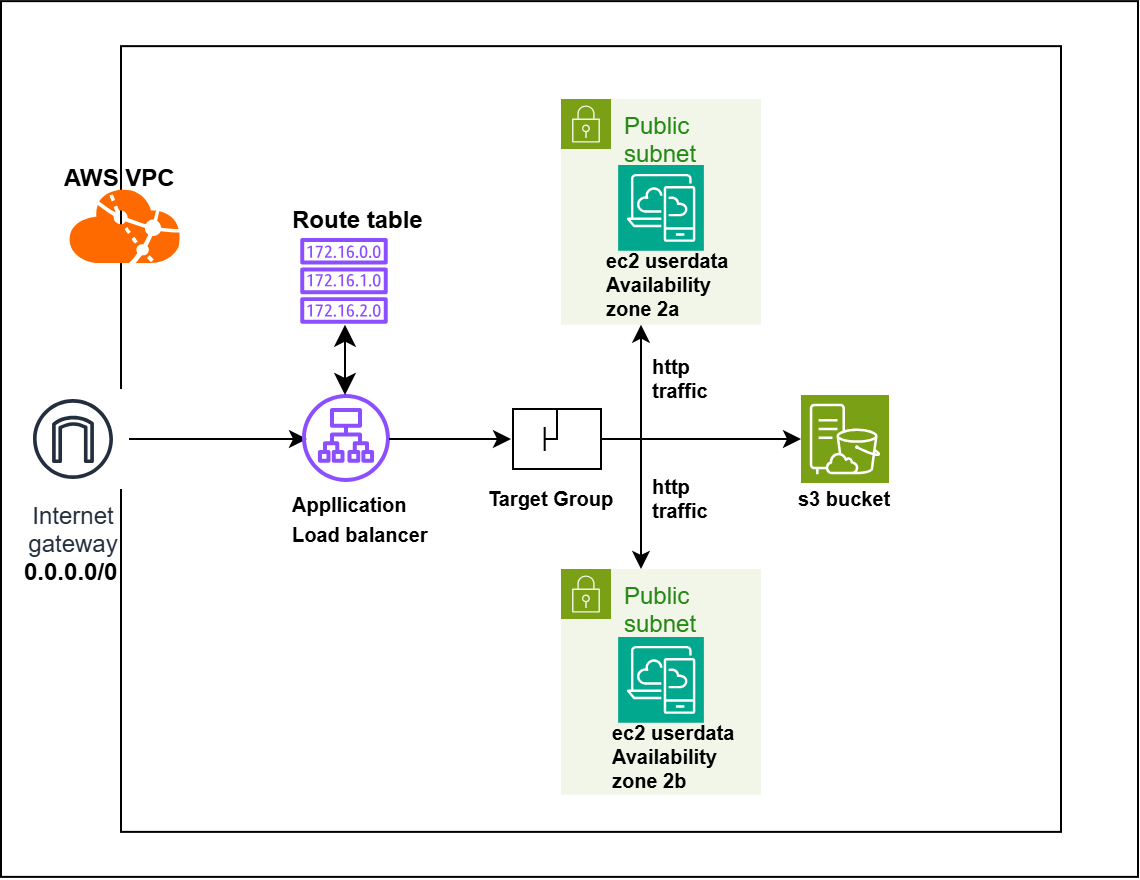 Public
subnet
ec2 userdata
Availability
zone 2a
AWS VPC
Route table
172.16.0.0
172.16.1.0
172.16.2.0
http
traffic
Internet
gateway
0.0.0.0/0
Appllication
Load balancer
Target Group
s3 bucket
http
traffic
Public
subnet
ec2 userdata
Availability
zone 2b